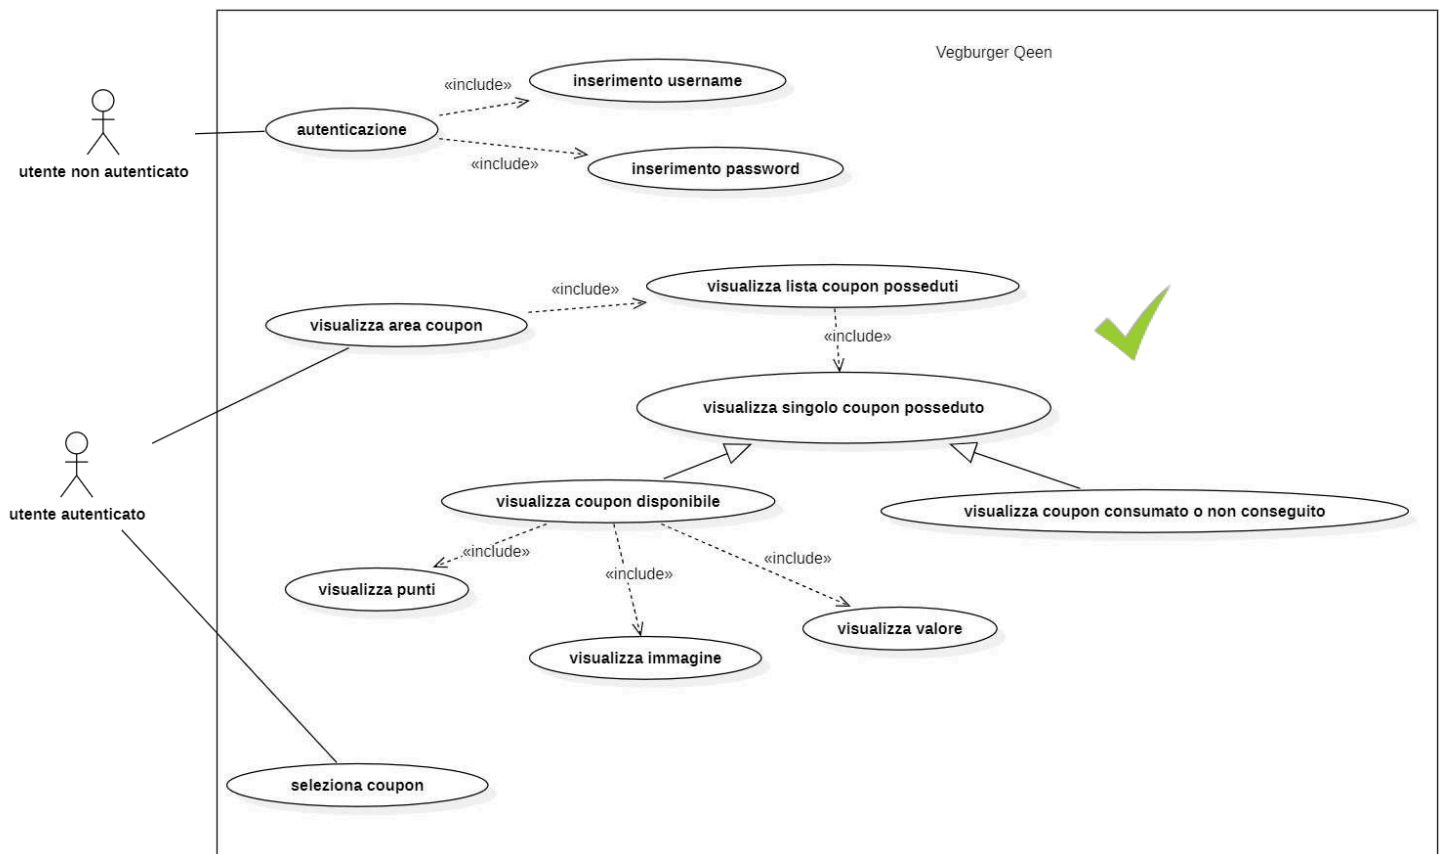 Vegburger Qeen
«include»
inserimento username
autenticazione
«include»
inserimento password
utente non autenticato
«include»
visualizza lista coupon posseduti
visualizza area coupon
«include»
visualizza singolo coupon posseduto
utente autenticato
visualizza coupon disponibile
visualizza coupon consumato o non conseguito
«include»
«include»
«include»
visualizza punti
visualizza immagine
visualizza valore
seleziona coupon